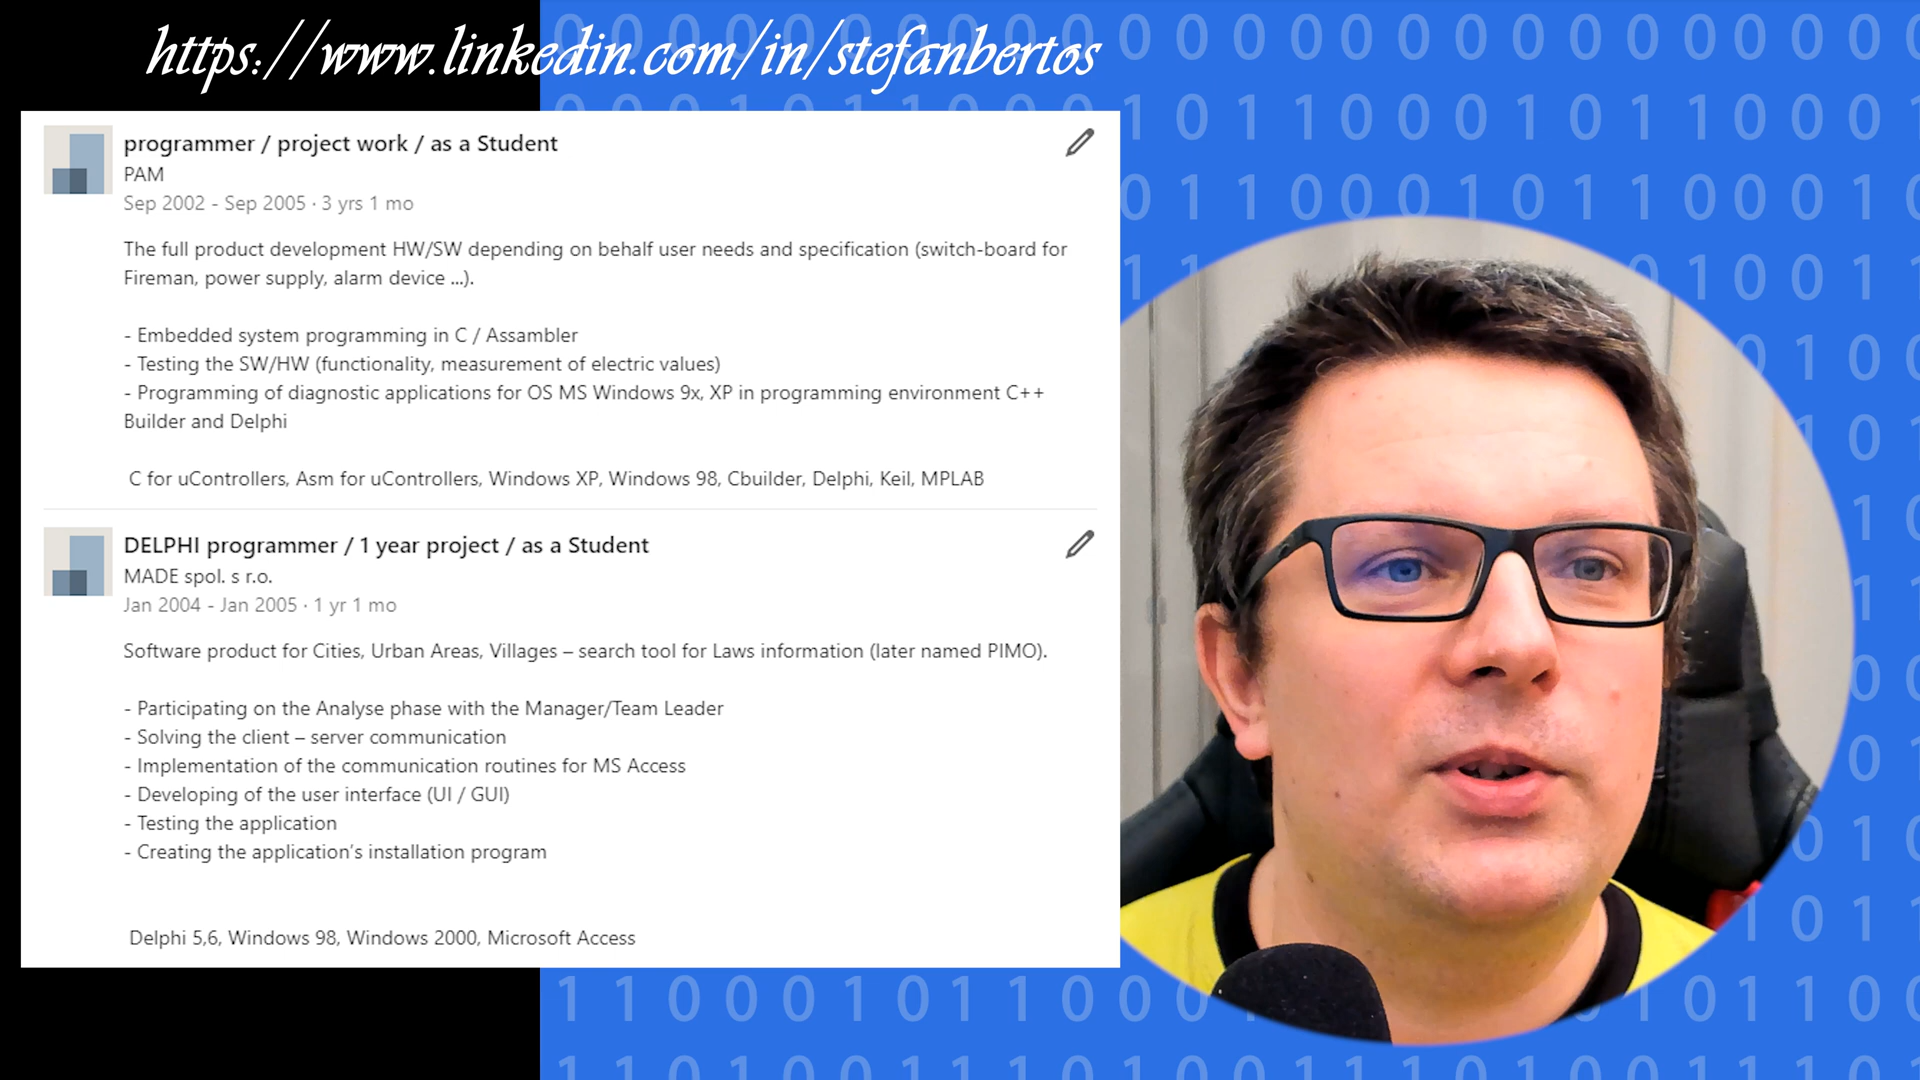 https://www.linkedin.com/in/stefanbertos
programmer / project work / as a Student
PAM
Sep 2002 - Sep 2005 · 3 yrs 1 mo
The full product development HW/SW depending on behalf user needs and specification (switch-board for
Fireman, power supply, alarm device ...).
- Embedded system programming in C / Assambler
- Testing the SW/HW (functionality, measurement of electric values)
- Programming of diagnostic applications for OS MS Windows 9x, XP in programming environment C++
Builder and Delphi
C for uControllers, Asm for uControllers, Windows XP, Windows 98, Cbuilder, Delphi, Keil, MPLAB
DELPHI programmer / 1 year project / as a Student
MADE spol. s r.o.
Jan 2004 - Jan 2005 · 1 yr 1 mo
Software product for Cities, Urban Areas, Villages – search tool for Laws information (later named PIMO).
- Participating on the Analyse phase with the Manager/Team Leader
- Solving the client – server communication
- Implementation of the communication routines for MS Access
- Developing of the user interface (UI / GUI)
- Testing the application
- Creating the application's installation program
Delphi 5,6, Windows 98, Windows 2000, Microsoft Access